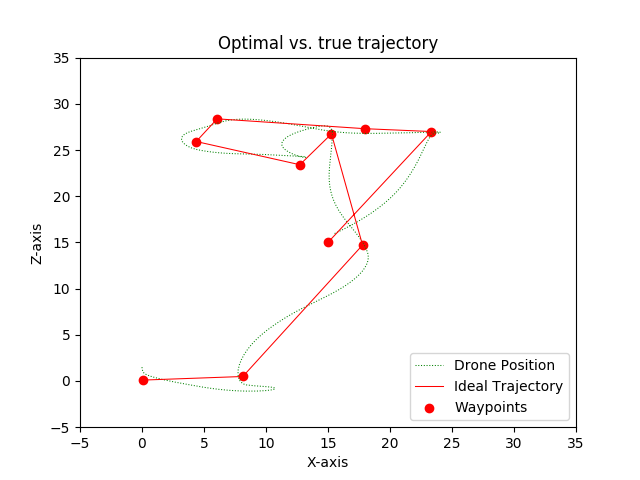 Optimal vs. true trajectory
35
30
25
20
15
10
5
0
−5
Z-axis
−5 0 5 10 15 20 25 30 35
X-axis
Drone Position
Ideal Trajectory
Waypoints